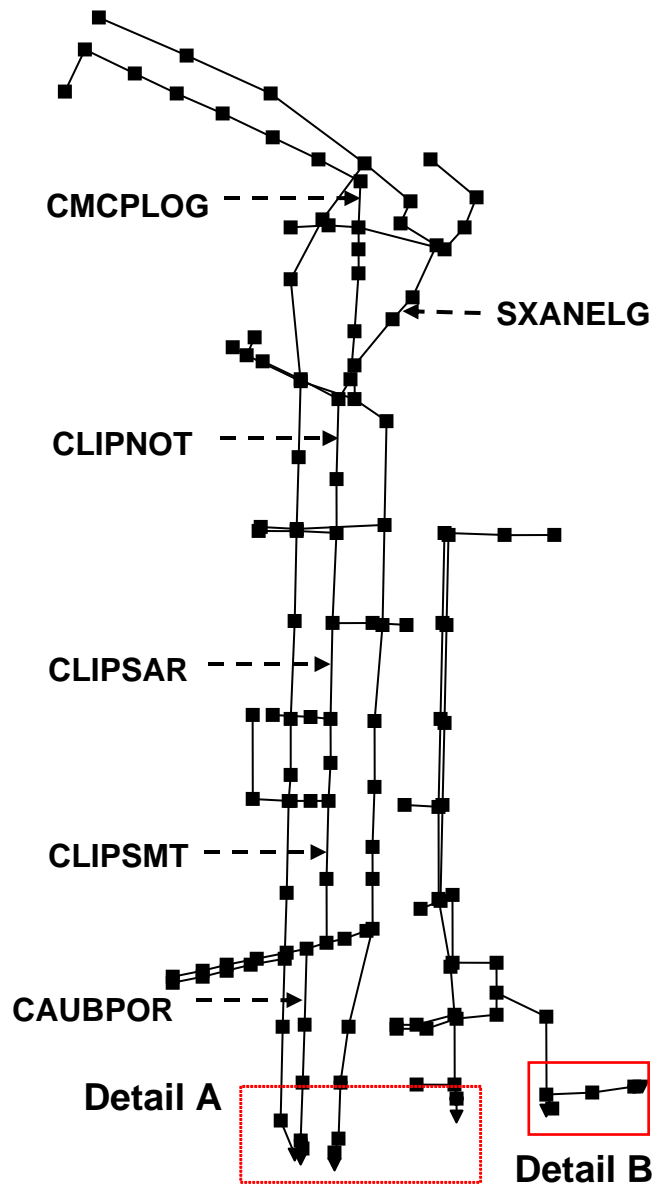 CMCPLOG
SXANELG
CLIPNOT
CLIPSAR
CLIPSMT
CAUBPOR
Detail A
Detail B